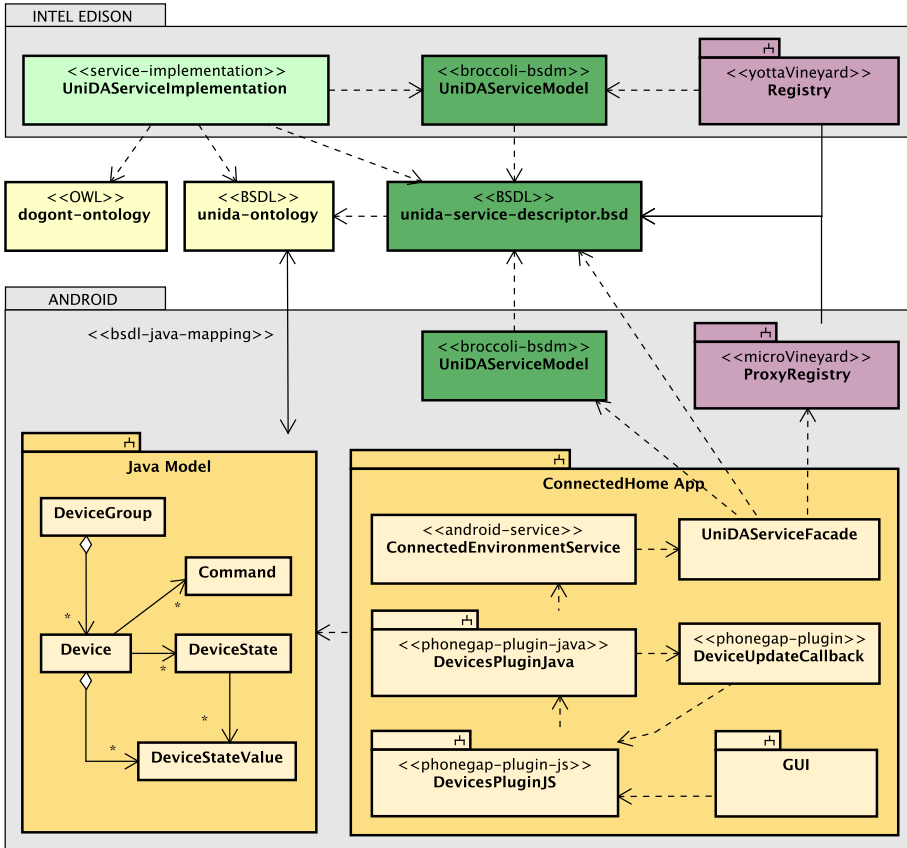 INTEL EDISON
<<service-implementation>>
UniDAServiceImplementation
<<broccoli-bsdm>>
UniDAServiceModel
<<yottaVineyard>>
Registry
<<OWL>>
dogont-ontology
<<BSDL>>
unida-ontology
<<BSDL>>
unida-service-descriptor.bsd
ANDROID
<<bsdl-java-mapping>>
<<broccoli-bsdm>>
UniDAServiceModel
<<microVineyard>>
ProxyRegistry
Java Model
DeviceGroup
Command
*
*
Device
DeviceState
*
*
*
DeviceStateValue
ConnectedHome App
<<android-service>>
ConnectedEnvironmentService
UniDAServiceFacade
<<phonegap-plugin-java>>
DevicesPluginJava
<<phonegap-plugin>>
DeviceUpdateCallback
<<phonegap-plugin-js>>
DevicesPluginJS
GUI